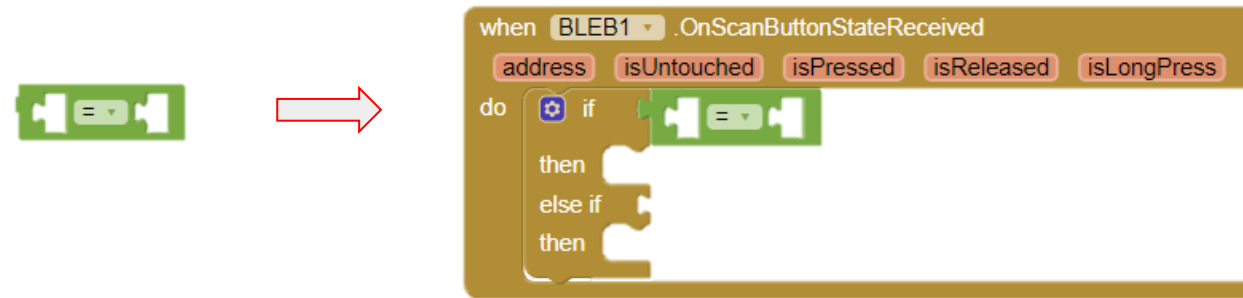 when BLEB1 .OnScanButtonStateReceived
address isUntouched isPressed isReleased isLongPress
=
do if =
then
else if
then